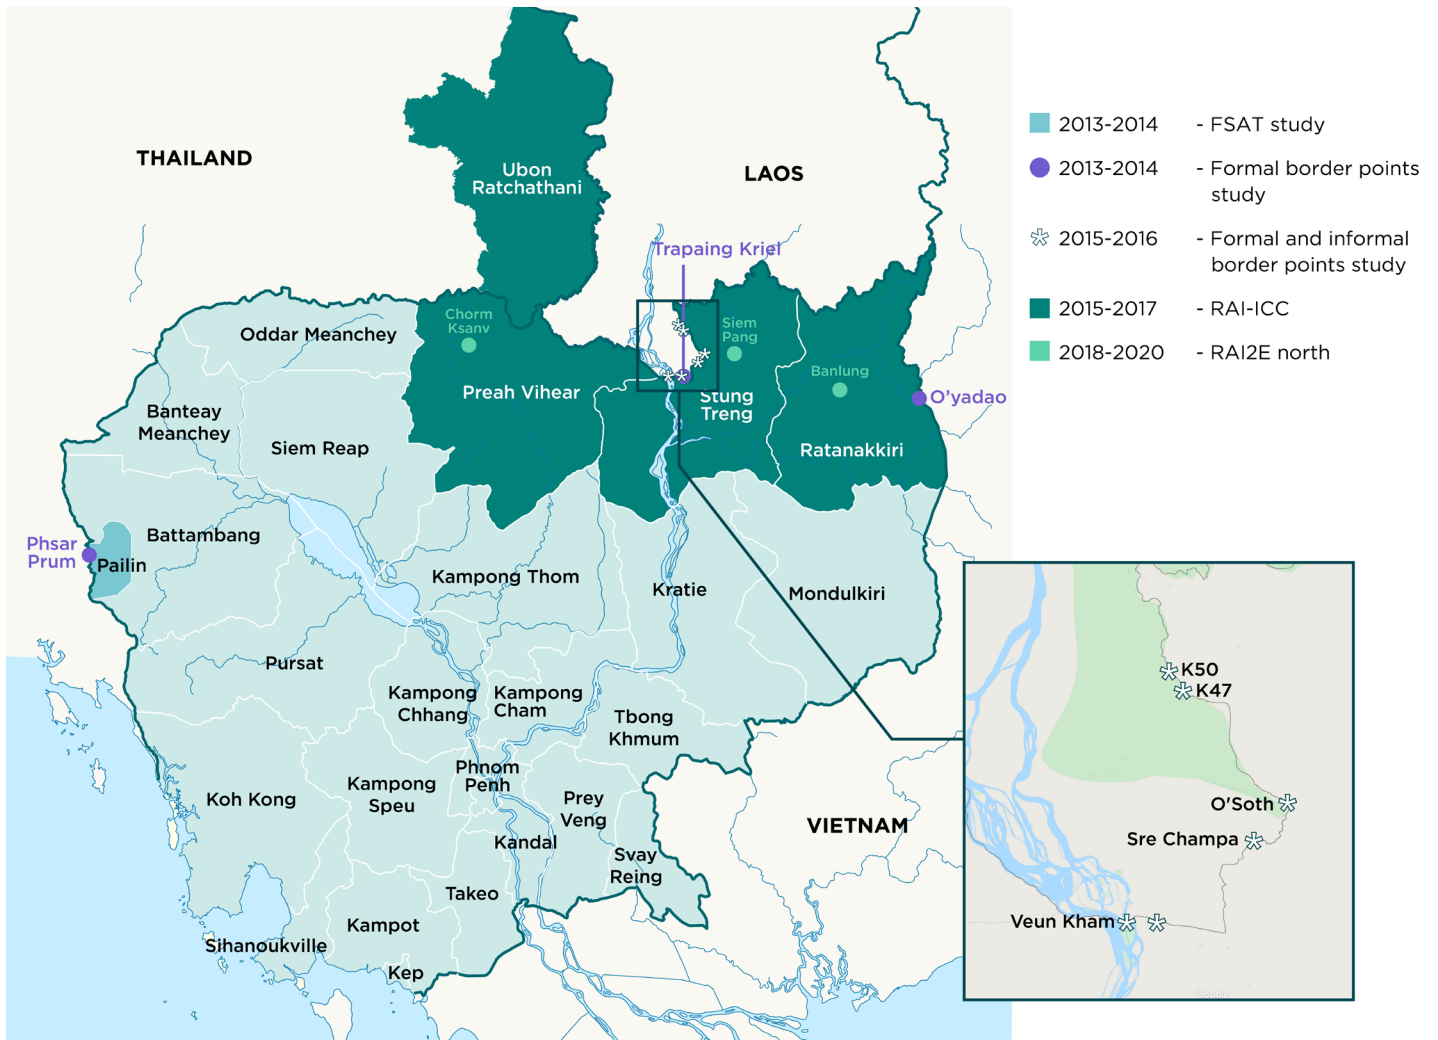 THAILAND
LAOS
Ubon
Ratchathani
Trapaing Kriel
Chorm
Ksanv
Siem
Pang
Oddar Meanchey
Banlung
Preah Vihear
O'yadao
Stung
Treng
Banteay
Meanchey
Siem Reap
Ratanakkiri
Battambang
Phsar
Prum
Pailin
Kampong Thom
Kratie
Mondulkiri
Pursat
Kampong
Chhang
Kampong
Cham
Tbong
Khmum
Phnom
Penh
Koh Kong
Kampong
Speu
Prey
Veng
VIETNAM
Kandal
Svay
Reing
Takeo
Kampot
Sihanoukville
Kep
2013-2014 - FSAT study
2013-2014 - Formal border points
study
2015-2016 - Formal and informal
border points study
2015-2017 - RAI-ICC
2018-2020 - RAI2E north
K50
K47
O'Soth
Sre Champa
Veun Kham
Google